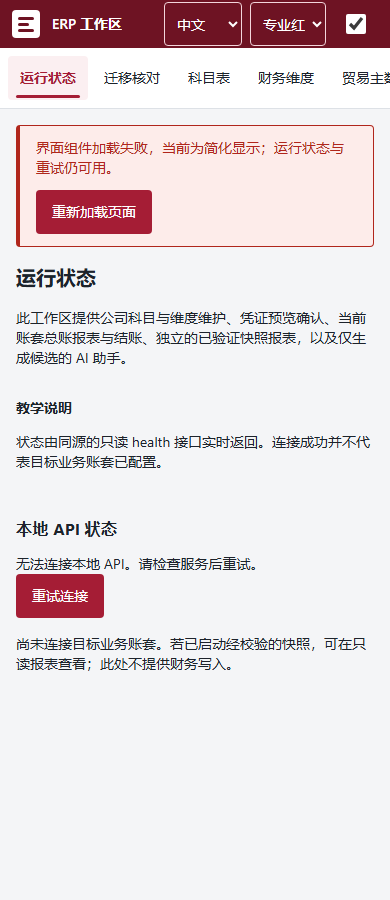 ERP 工作区
中文
专业红
运行状态
迁移核对
科目表
财务维度
贸易主数
界面组件加载失败，当前为简化显示；运行状态与
重试仍可用。
重新加载页面
运行状态
此工作区提供公司科目与维度维护、凭证预览确认、当前
账套总账报表与结账、独立的已验证快照报表，以及仅生
成候选的 AI 助手。
教学说明
状态由同源的只读 health 接口实时返回。连接成功并不代
表目标业务账套已配置。
本地 API 状态
无法连接本地 API。请检查服务后重试。
重试连接
尚未连接目标业务账套。若已启动经校验的快照，可在只
读报表查看；此处不提供财务写入。